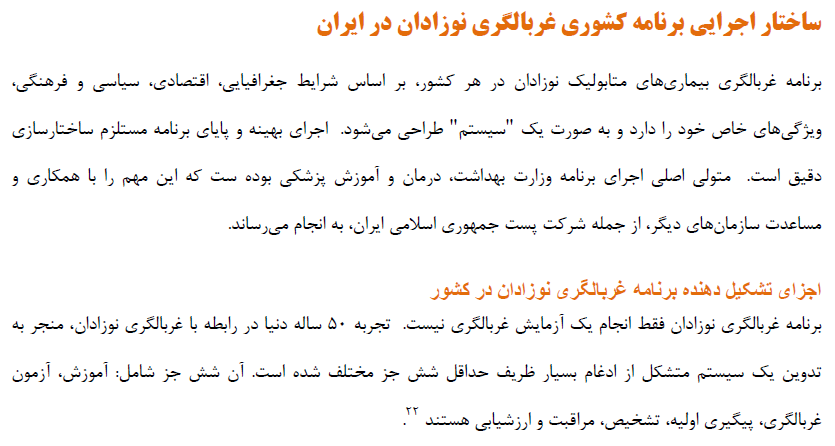 ساختار اجرایی برنامه کشوری غربالگری نوزادان در ایران
برنامه غربالگری بیماری‌های متابولیک نوزادان در هر کشور، بر اساس شرایط جغرافیایی، اقتصادی، سیاسی و فرهنگی،
ویژگی‌های خاص خود را دارد و به صورت یک "سیستم" طراحی می‌شود. اجرای بهینه و پایای برنامه مستلزم ساختارسازی
دقیق است. متولی اصلی اجرای برنامه وزارت بهداشت، درمان و آموزش پزشکی بوده ست که این مهم را با همکاری و
مساعدت سازمان‌های دیگر، از جمله شرکت پست جمهوری اسلامی ایران، به انجام می‌رساند.
اجزای تشکیل دهنده برنامه غربالگری نوزادان در کشور
برنامه غربالگری نوزادان فقط انجام یک آزمایش غربالگری نیست. تجربه ۵۰ ساله دنیا در رابطه با غربالگری نوزادان، منجر به
تدوین یک سیستم متشکل از ادغام بسیار ظریف حداقل شش جز مختلف شده است. آن شش جز شامل: آموزش، آزمون
غربالگری، پیگیری اولیه، تشخیص، مراقبت و ارزشیابی هستند ۲۲.